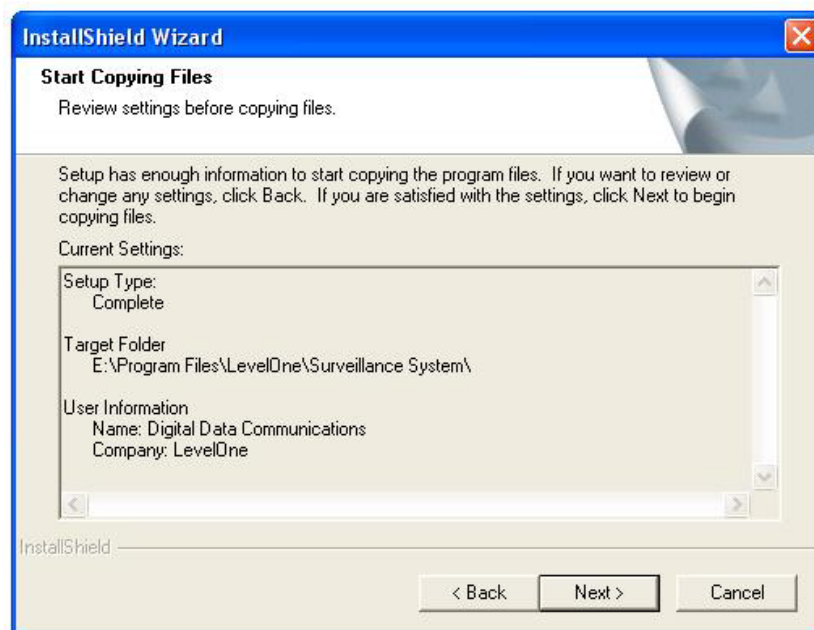 InstallShield Wizard
Start Copying Files
Review settings before copying files.
Setup has enough information to start copying the program files.  If you want to review or
change any settings, click Back.  If you are satisfied with the settings, click Next to begin
copying files.
Current Settings:
Setup Type:
Complete
Target Folder
E:\Program Files\LevelOne\Surveillance System\
User Information
Name: Digital Data Communications
Company: LevelOne
InstallShield
< Back
Next >
Cancel